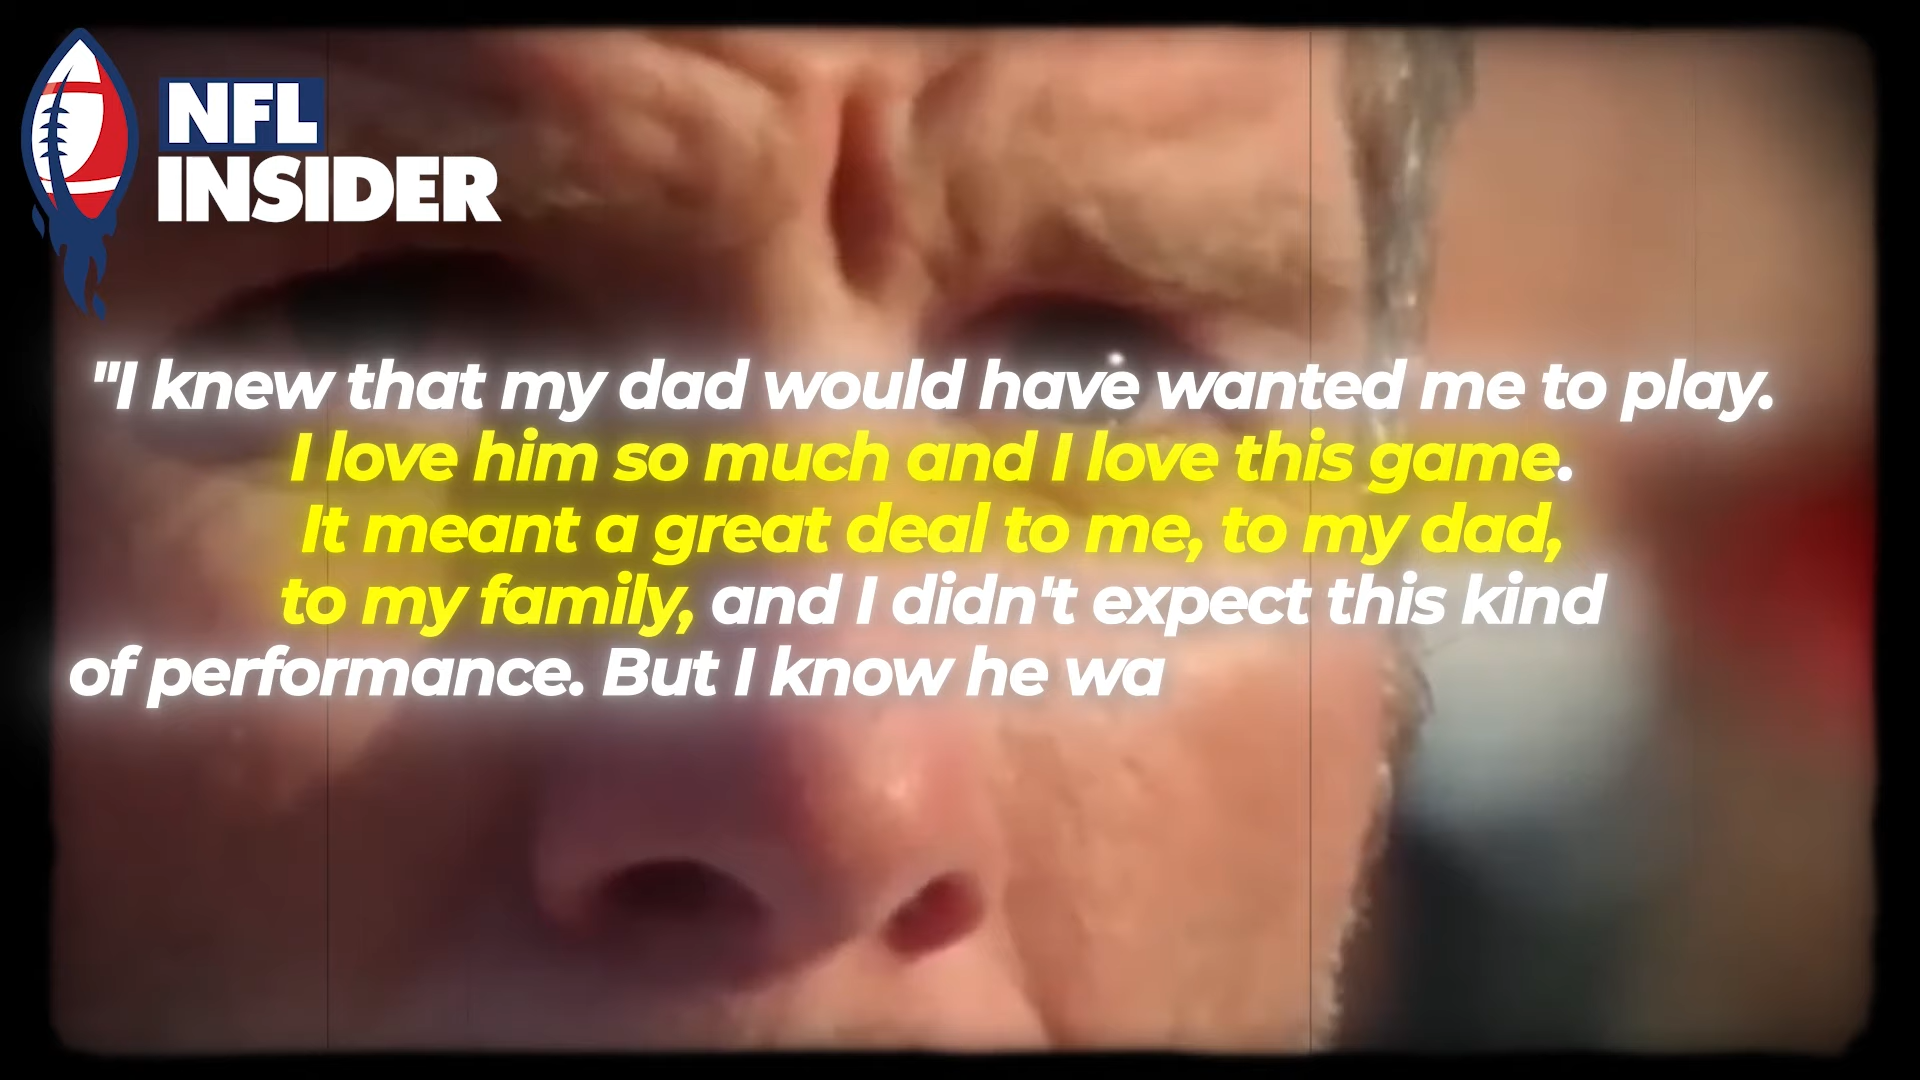 NFL
INSIDER
"I knew that my dad would have wanted me to play.
I love him so much and I love this game.
It meant a great deal to me, to my dad,
to my family, and I didn't expect this kind
of performance. But I know he wa